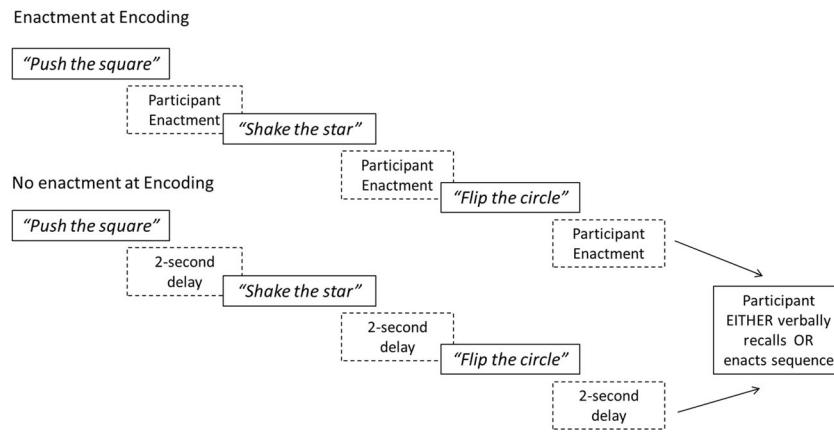 Enactment at Encoding
“Push the square”
Participant
Enactment
“Shake the star”
Participant
Enactment
“Flip the circle”
Participant
Enactment
No enactment at Encoding
“Push the square”
2-second
delay
“Shake the star”
2-second
delay
“Flip the circle”
2-second
delay
Participant
EITHER verbally
recalls OR
enacts sequence